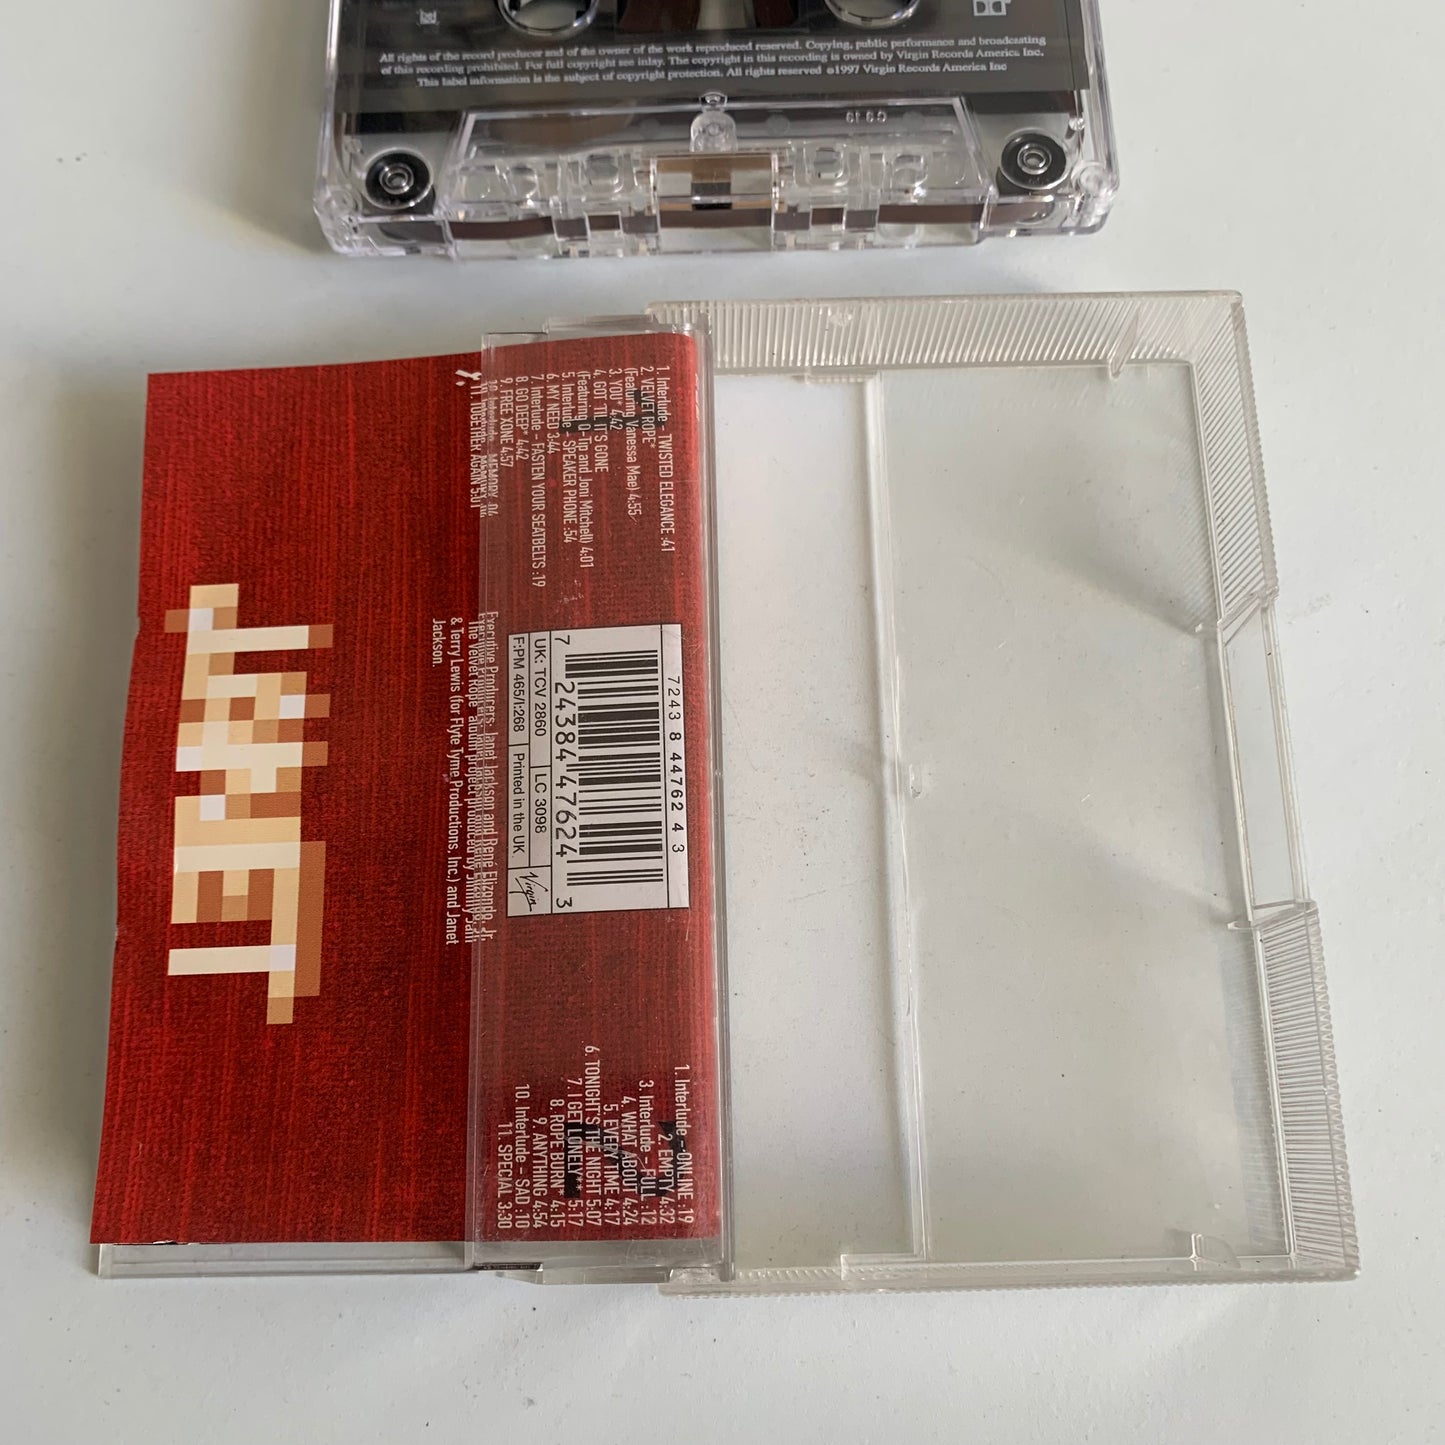 All rights of the record producer and of the owner of the work reproduced reserved. Copying, public performance and broadcasting
of this recording prohibited. For full copyright see inlay. The copyright in this recording is owned by Virgin Records America Inc.
This label information is the subject of copyright protection. All rights reserved ℗1997 Virgin Records America Inc
1. Interlude – TWISTED ELEGANCE :41
2. VELVET ROPE*
(Featuring Vanessa Mae) 4:55
3. YOU* 4:42
4. GOT 'TIL IT'S GONE
(Featuring Q-Tip and Joni Mitchell) 4:01
5. Interlude – SPEAKER PHONE :54
6. MY NEED 3:44
7. Interlude – FASTEN YOUR SEATBELTS :19
8. GO DEEP* 4:42
9. FREE XONE 4:57
10. Interlude – MEMORY :04
11. TOGETHER AGAIN 5:01
7243 8 44762 4 3
7 24384 47624 3
UK: TCV 2860
LC 3098
F:PM 465/I:268
Printed in the UK.
Virgin
Executive Producers: Janet Jackson and René Elizondo, Jr.
"The Velvet Rope" album project produced by Jimmy Jam
& Terry Lewis (for Flyte Tyme Productions, Inc.) and Janet
Jackson.
1. Interlude – ONLINE :19
2. EMPTY 4:32
3. Interlude – FULL :12
4. WHAT ABOUT 4:24
5. EVERY TIME 4:17
6. TONIGHT'S THE NIGHT 5:07
7. I GET LONELY** 5:17
8. ROPE BURN* 4:15
9. ANYTHING 4:54
10. Interlude – SAD :10
11. SPECIAL 3:30
JANET